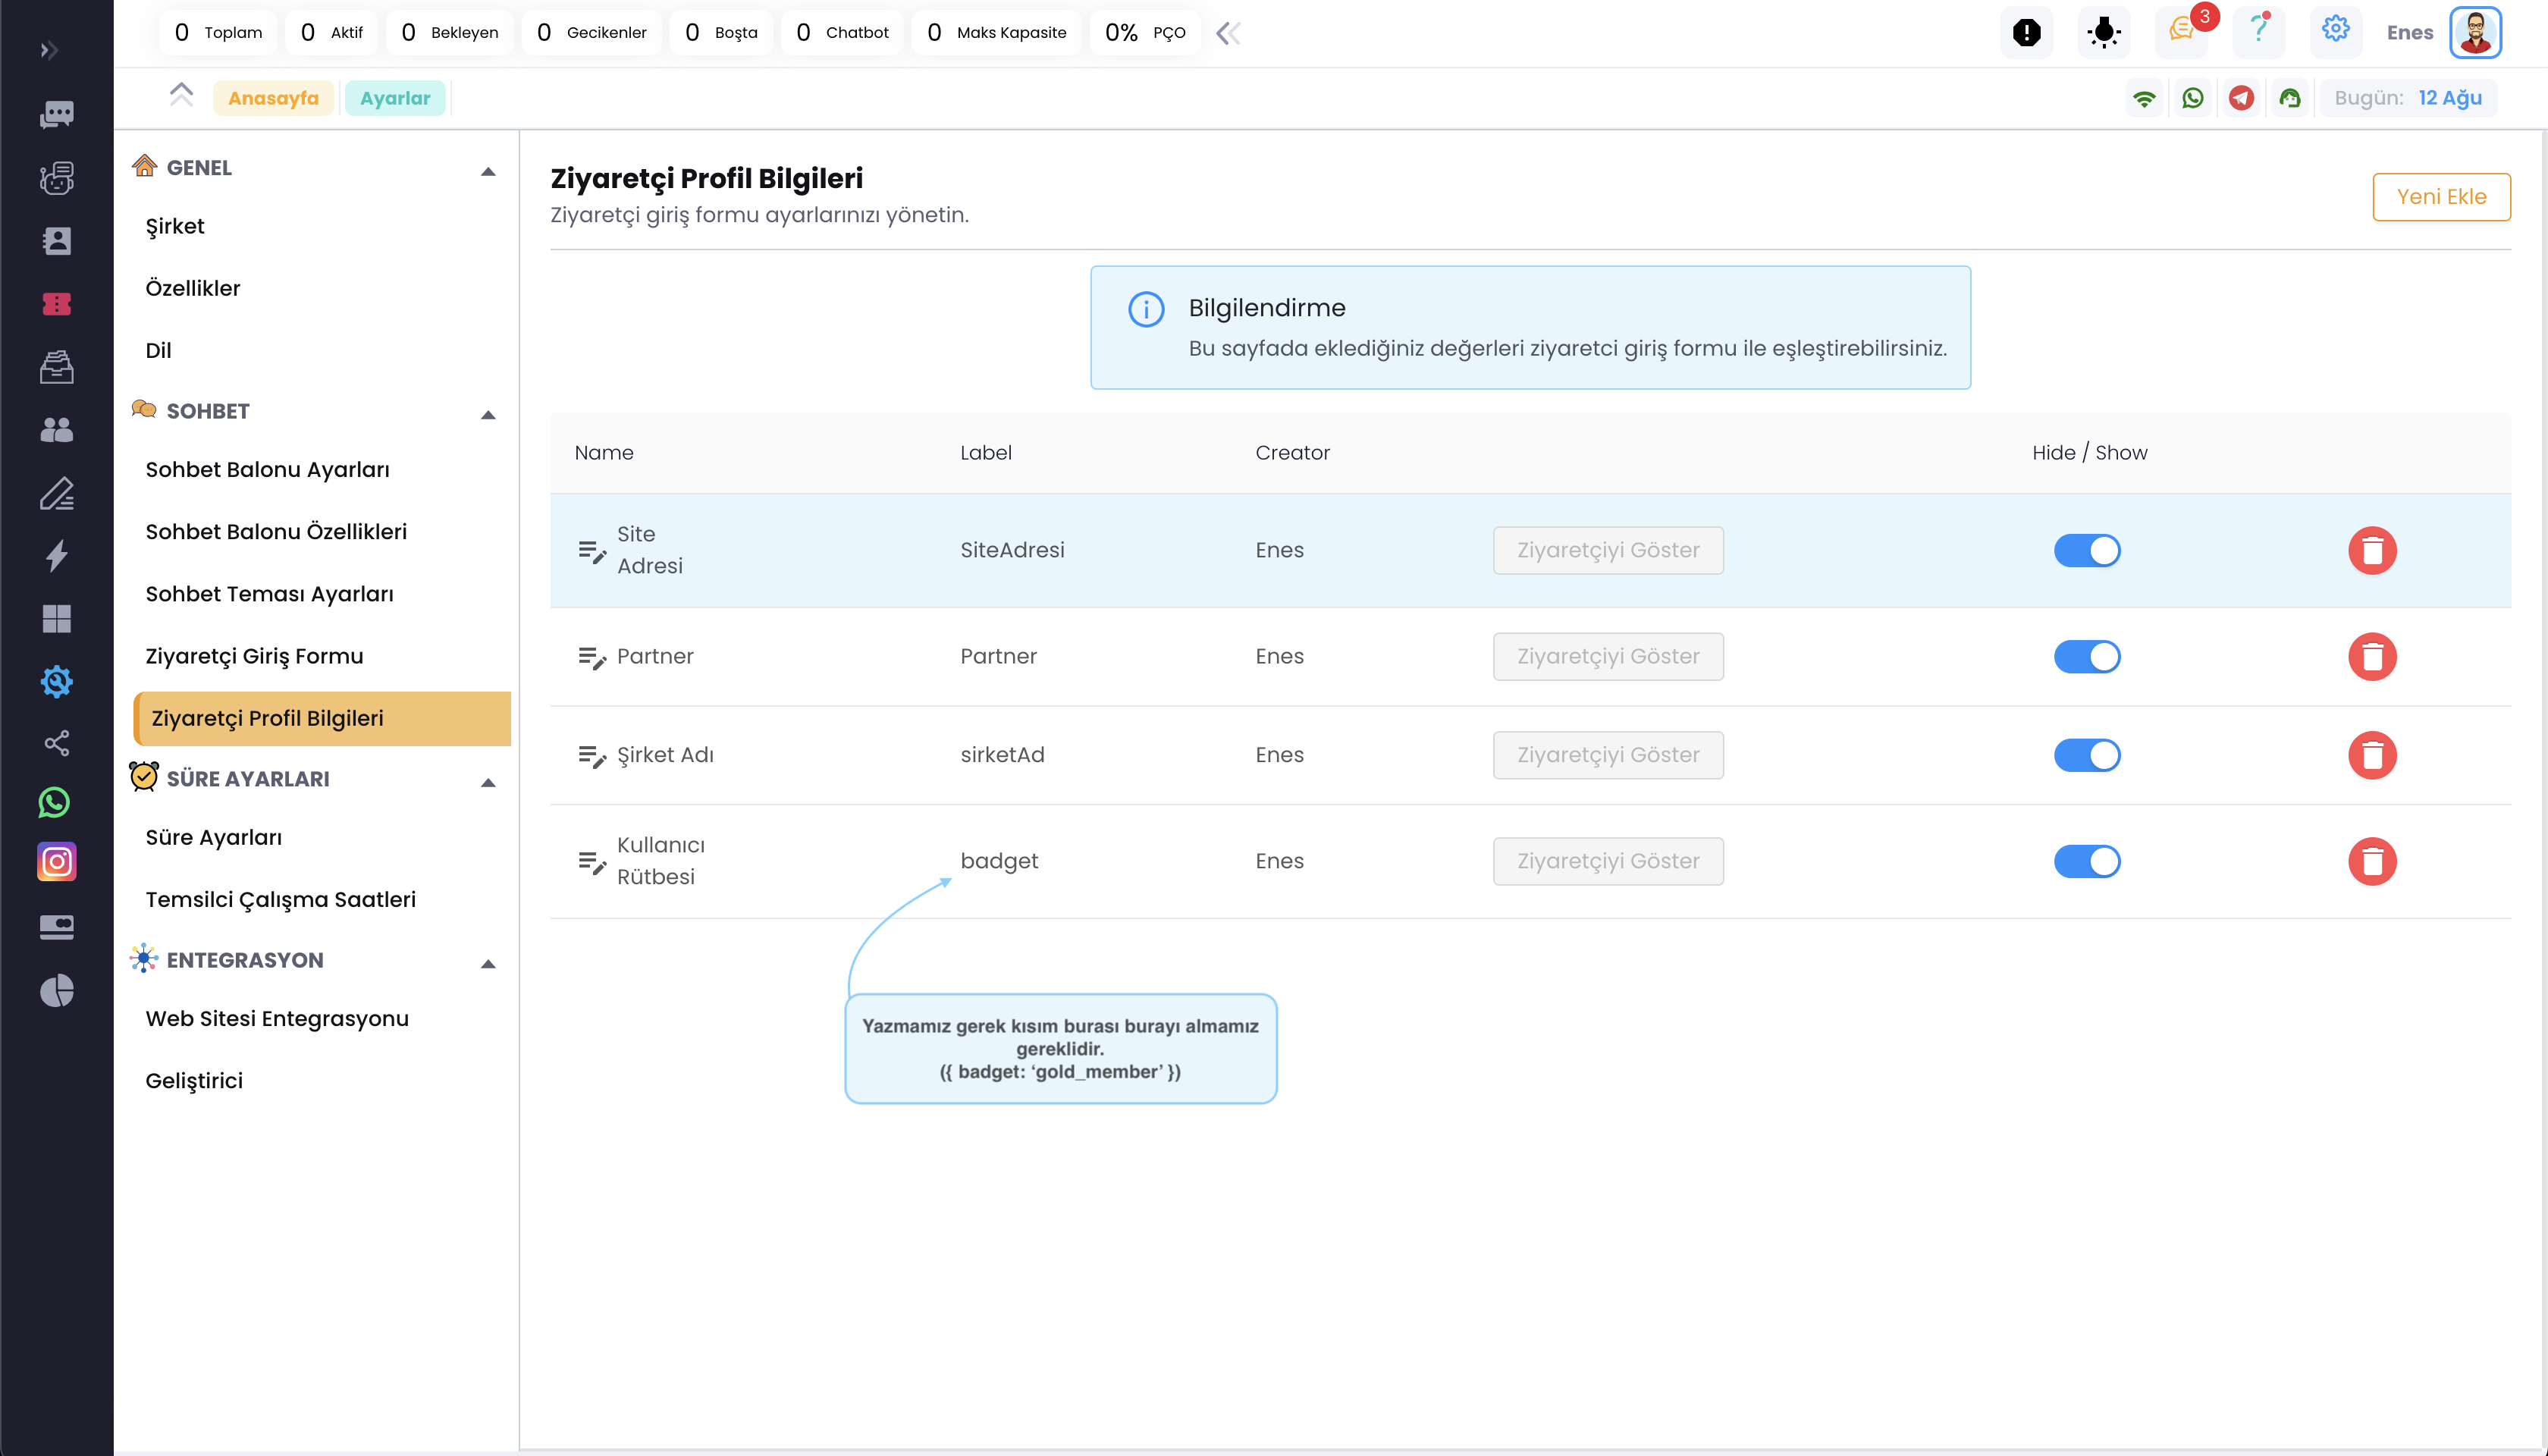 0 Toplam 0 Aktif 0 Bekleyen 0 Gecikenler 0 Boşta 0 Chatbot 0 Maks Kapasite 0% PÇO 3 Enes
Anasayfa Ayarlar Bugün: 12 Ağu
GENEL
Şirket
Özellikler
Dil
SOHBET
Sohbet Balonu Ayarları
Sohbet Balonu Özellikleri
Sohbet Teması Ayarları
Ziyaretçi Giriş Formu
Ziyaretçi Profil Bilgileri
SÜRE AYARLARI
Süre Ayarları
Temsilci Çalışma Saatleri
ENTEGRASYON
Web Sitesi Entegrasyonu
Geliştirici
Ziyaretçi Profil Bilgileri
Ziyaretçi giriş formu ayarlarınızı yönetin.
Yeni Ekle
Bilgilendirme
Bu sayfada eklediğiniz değerleri ziyaretci giriş formu ile eşleştirebilirsiniz.
Name Label Creator Hide / Show
Site
Adresi
SiteAdresi Enes Ziyaretçiyi Göster
Partner Partner Enes Ziyaretçiyi Göster
Şirket Adı sirketAd Enes Ziyaretçiyi Göster
Kullanıcı
Rütbesi
badget Enes Ziyaretçiyi Göster
Yazmamız gerek kısım burası burayı almamız
gereklidir.
({ badget: ‘gold_member’ })